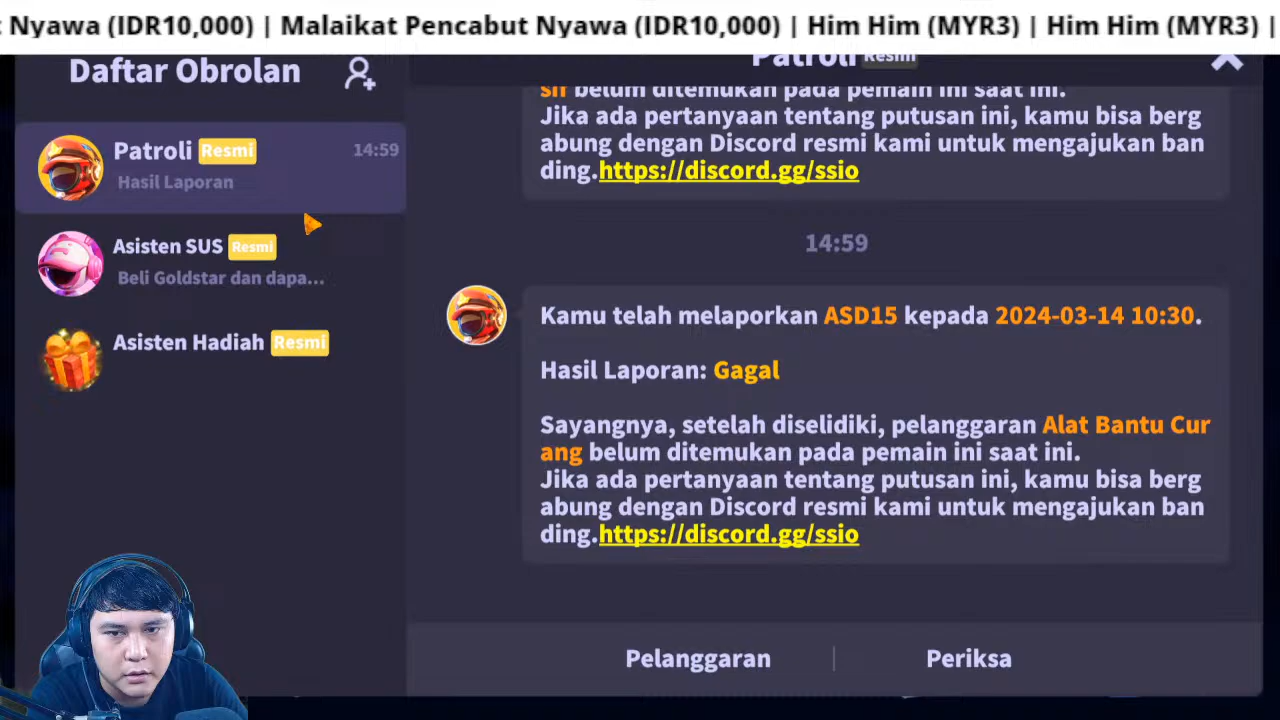 Nyawa (IDR10,000) | Malaikat Pencabut Nyawa (IDR10,000) | Him Him (MYR3) | Him Him (MYR3) |
Daftar Obrolan
Patroli Resmi 14:59
Hasil Laporan
Asisten SUS Resmi
Beli Goldstar dan dapa...
Asisten Hadiah Resmi
Patroli Resmi
sif belum ditemukan pada pemain ini saat ini.
Jika ada pertanyaan tentang putusan ini, kamu bisa berg
abung dengan Discord resmi kami untuk mengajukan ban
ding.https://discord.gg/ssio
14:59
Kamu telah melaporkan ASD15 kepada 2024-03-14 10:30.
Hasil Laporan: Gagal
Sayangnya, setelah diselidiki, pelanggaran Alat Bantu Cur
ang belum ditemukan pada pemain ini saat ini.
Jika ada pertanyaan tentang putusan ini, kamu bisa berg
abung dengan Discord resmi kami untuk mengajukan ban
ding.https://discord.gg/ssio
Pelanggaran | Periksa